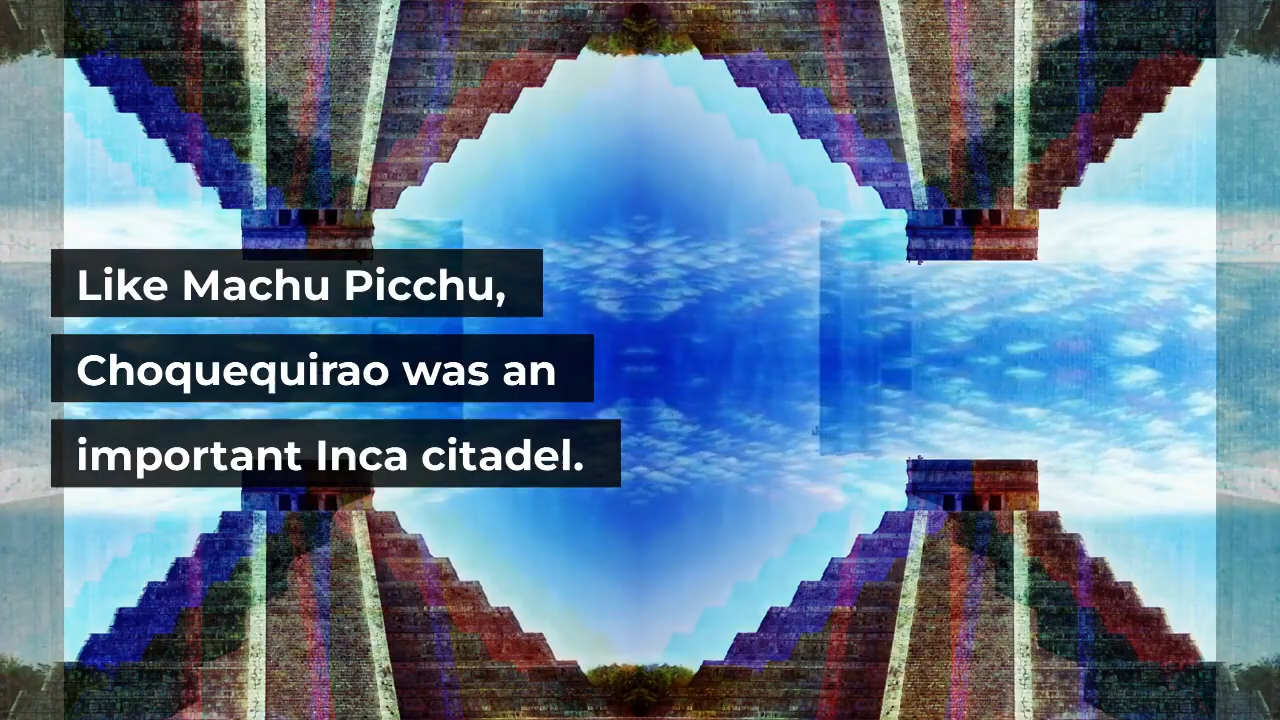 Like Machu Picchu,
Choquequirao was an
important Inca citadel.